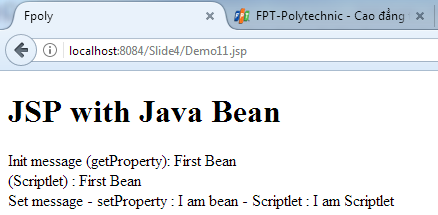 Fpoly
FPT-Polytechnic - Cao đẳng
localhost:8084/Slide4/Demo11.jsp
JSP with Java Bean
Init message (getProperty): First Bean
(Scriptlet) : First Bean
Set message - setProperty : I am bean - Scriptlet : I am Scriptlet